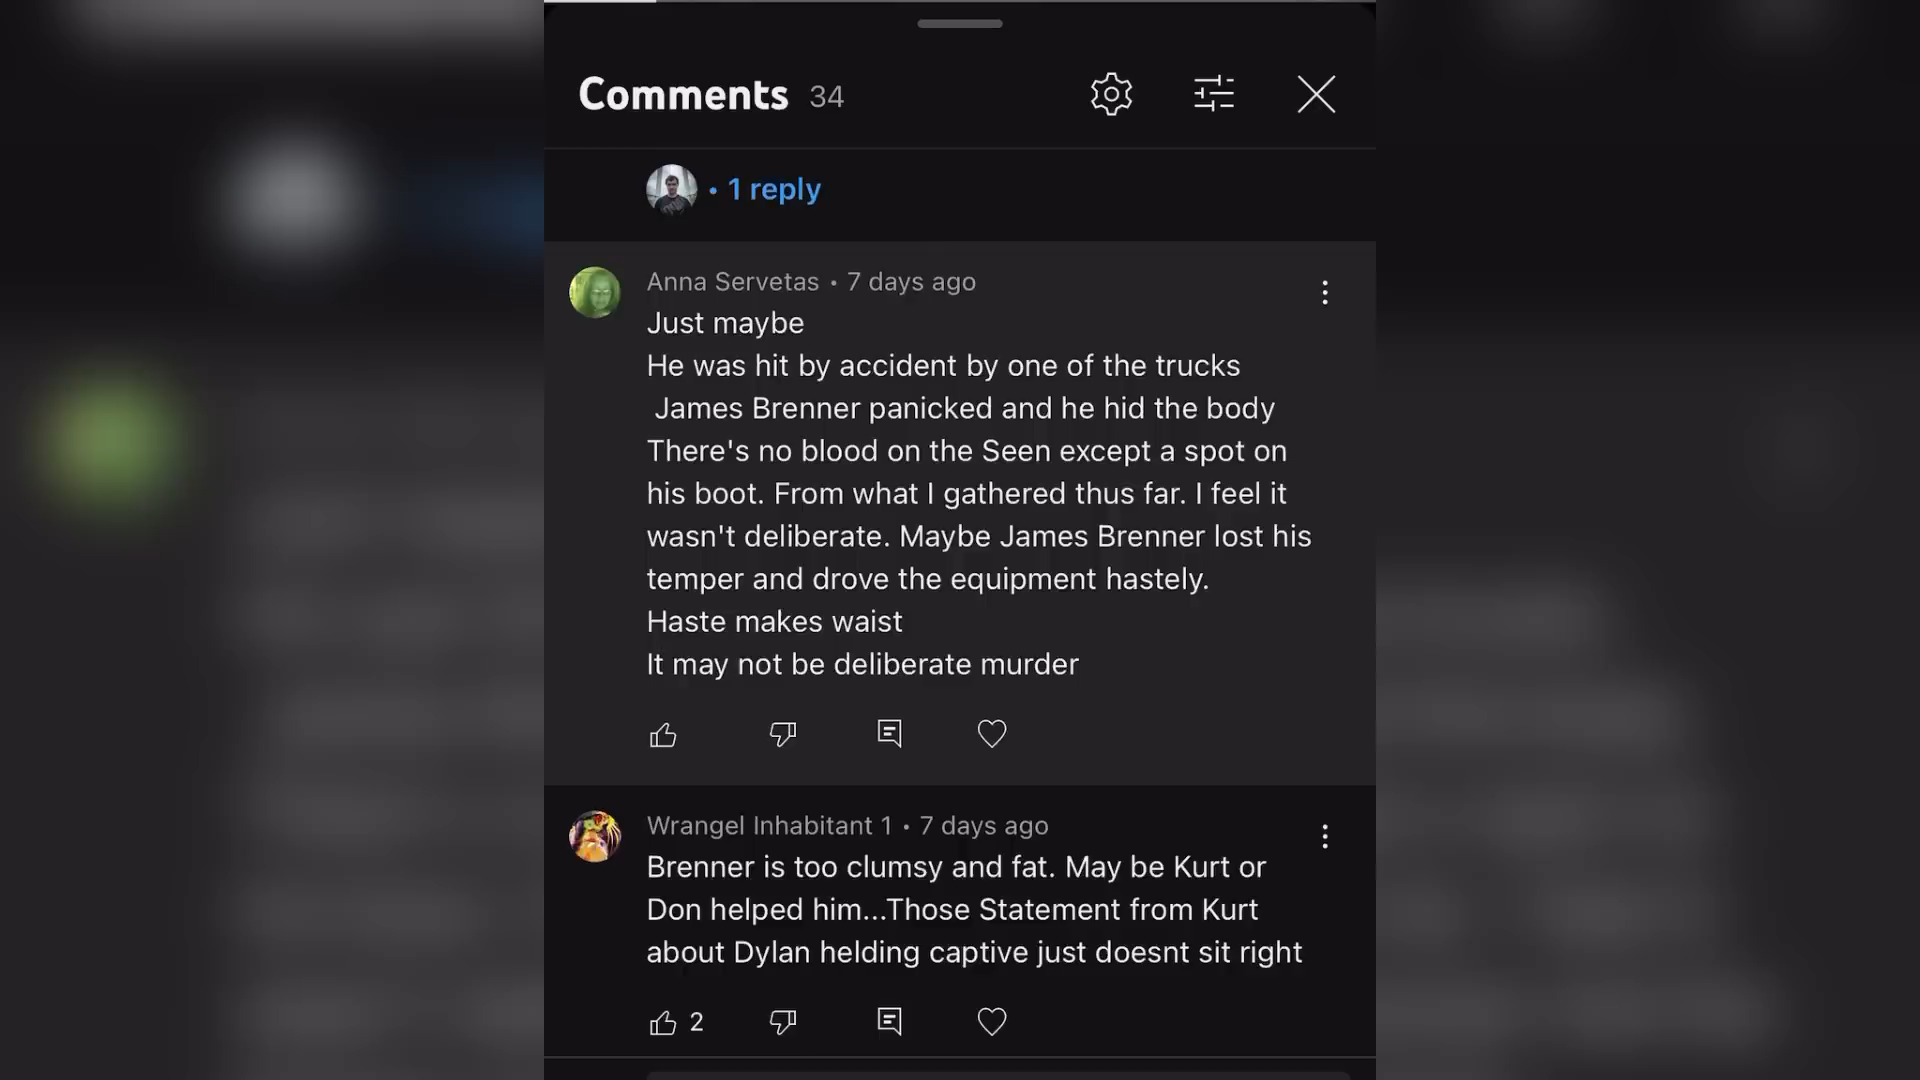 Comments 34
• 1 reply
Anna Servetas • 7 days ago
Just maybe
He was hit by accident by one of the trucks
James Brenner panicked and he hid the body
There's no blood on the Seen except a spot on
his boot. From what I gathered thus far. I feel it
wasn't deliberate. Maybe James Brenner lost his
temper and drove the equipment hastely.
Haste makes waist
It may not be deliberate murder
Wrangel Inhabitant 1 • 7 days ago
Brenner is too clumsy and fat. May be Kurt or
Don helped him...Those Statement from Kurt
about Dylan helding captive just doesnt sit right
2